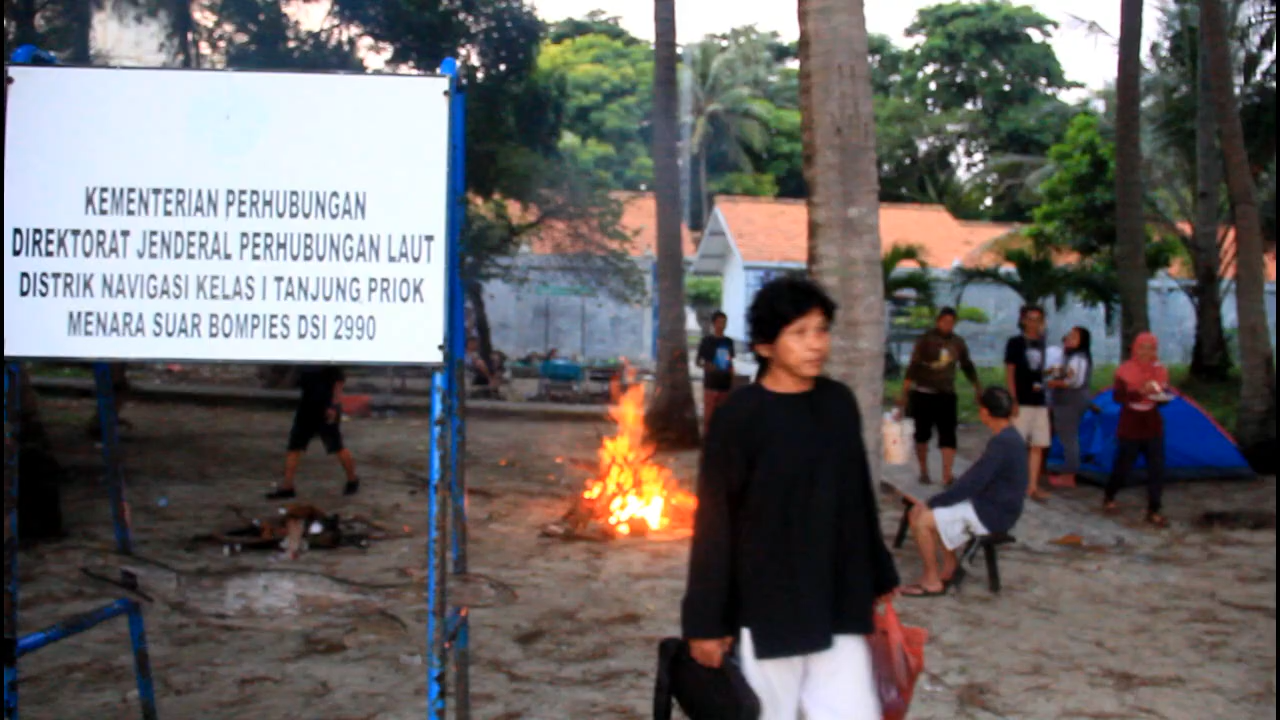 KEMENTERIAN PERHUBUNGAN
DIREKTORAT JENDERAL PERHUBUNGAN LAUT
DISTRIK NAVIGASI KELAS I TANJUNG PRIOK
MENARA SUAR BOMPIES DSI 2990